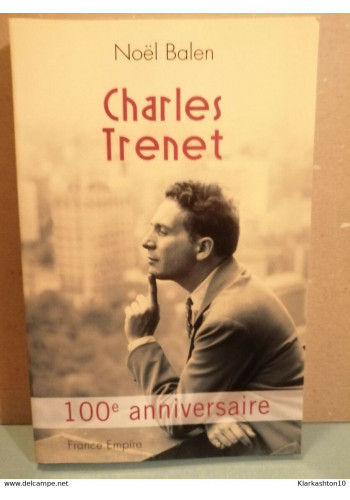 Noël Balen
Charles
Trenet
100e anniversaire
France Empire
www.delcampe.net
Klarkashton10